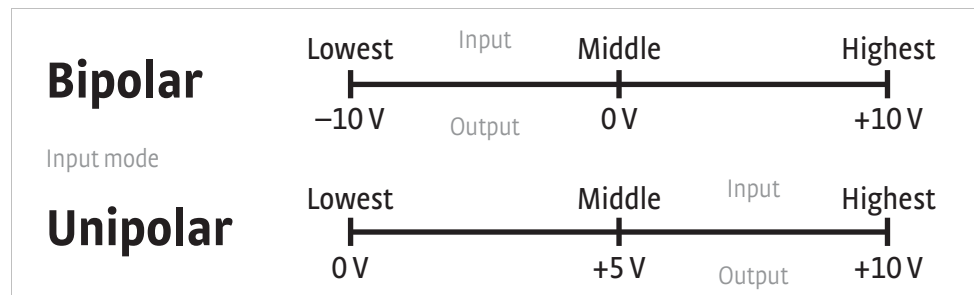 Bipolar
Lowest Input Middle Highest
–10 V Output 0 V +10 V
Input mode
Unipolar
Lowest Middle Input Highest
0 V +5 V Output +10 V